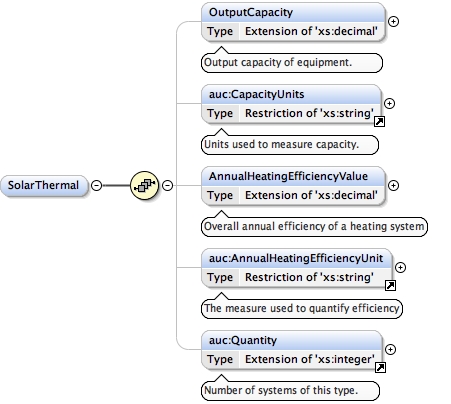 OutputCapacity
Type Extension of 'xs:decimal'
Output capacity of equipment.
auc:CapacityUnits
Type Restriction of 'xs:string'
Units used to measure capacity.
SolarThermal
AnnualHeatingEfficiencyValue
Type Extension of 'xs:decimal'
Overall annual efficiency of a heating system
auc:AnnualHeatingEfficiencyUnit
Type Restriction of 'xs:string'
The measure used to quantify efficiency
auc:Quantity
Type Extension of 'xs:integer'
Number of systems of this type.